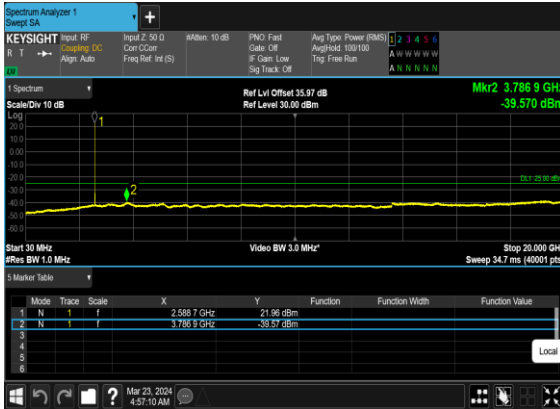 Spectrum Analyzer 1
Swept SA
+
KEYSIGHT Input: RF Input Z: 50 Ω #Atten: 10 dB PNO: Fast Avg Type: Power (RMS) 1 2 3 4 5 6
R T Coupling: DC Corr CCorr Gate: Off Avg|Hold: 100/100 A W W W W W
Align: Auto Freq Ref: Int (S) IF Gain: Low Trig: Free Run
Sig Track: Off A N N N N N
1 Spectrum Ref Lvl Offset 35.97 dB Mkr2 3.786 9 GHz
Scale/Div 10 dB Ref Level 30.00 dBm -39.570 dBm
Log
20.0 1
10.0
0.00
-10.0
-20.0 DL1 -25.00 dBm
-30.0
-40.0 2
-50.0
-60.0
Start 30 MHz Video BW 3.0 MHz* Stop 20.000 GH
#Res BW 1.0 MHz Sweep 34.7 ms (40001 pts
5 Marker Table
Mode Trace Scale X Y Function Function Width Function Value
1 N 1 f 2.588 7 GHz 21.96 dBm
2 N 1 f 3.786 9 GHz -39.57 dBm
3
4
5
6
Local
? Mar 23, 2024
4:57:10 AM